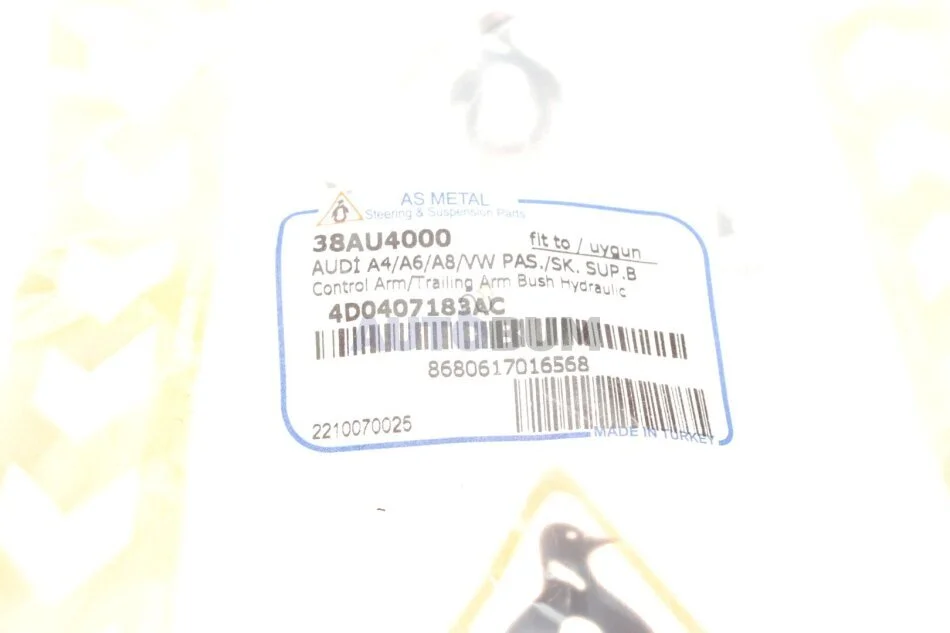 AS METAL
Steering & Suspension Parts
38AU4000
fit to / uygun
AUDİ A4/A6/A8/VW PAS./SK. SUP.B
Control Arm/Trailing Arm Bush Hydraulic
4D0407183AC
AUTOBUM
8680617016568
2210070025
MADE IN TURKEY